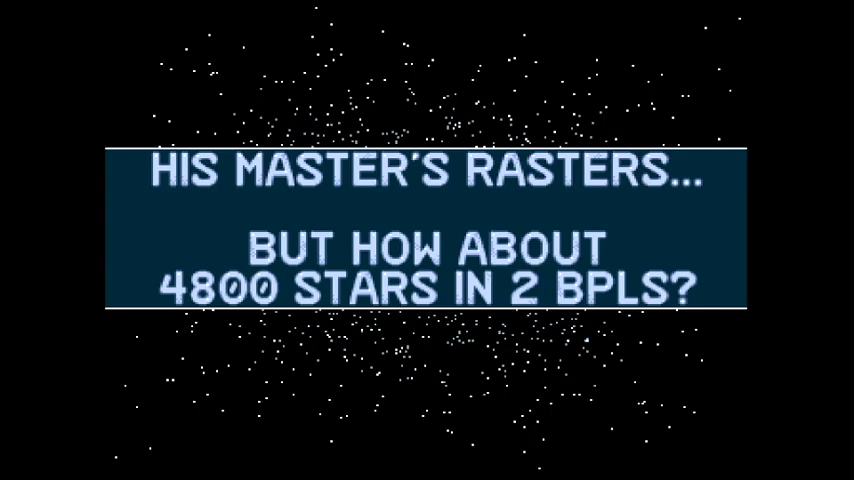 HIS MASTER'S RASTERS...
BUT HOW ABOUT
4800 STARS IN 2 BPLS?